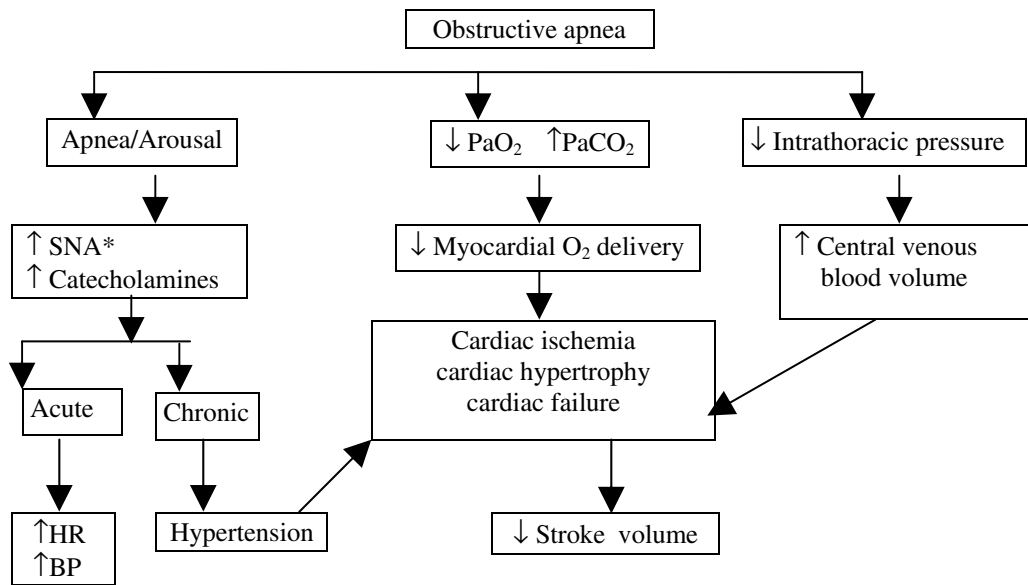 Obstructive apnea
Apnea/Arousal
↓ PaO₂ ↑PaCO₂
↓ Intrathoracic pressure
↑ SNA*
↑ Catecholamines
↓ Myocardial O₂ delivery
↑ Central venous
blood volume
Cardiac ischemia
cardiac hypertrophy
cardiac failure
Acute
Chronic
↑HR
↑BP
Hypertension
↓ Stroke volume